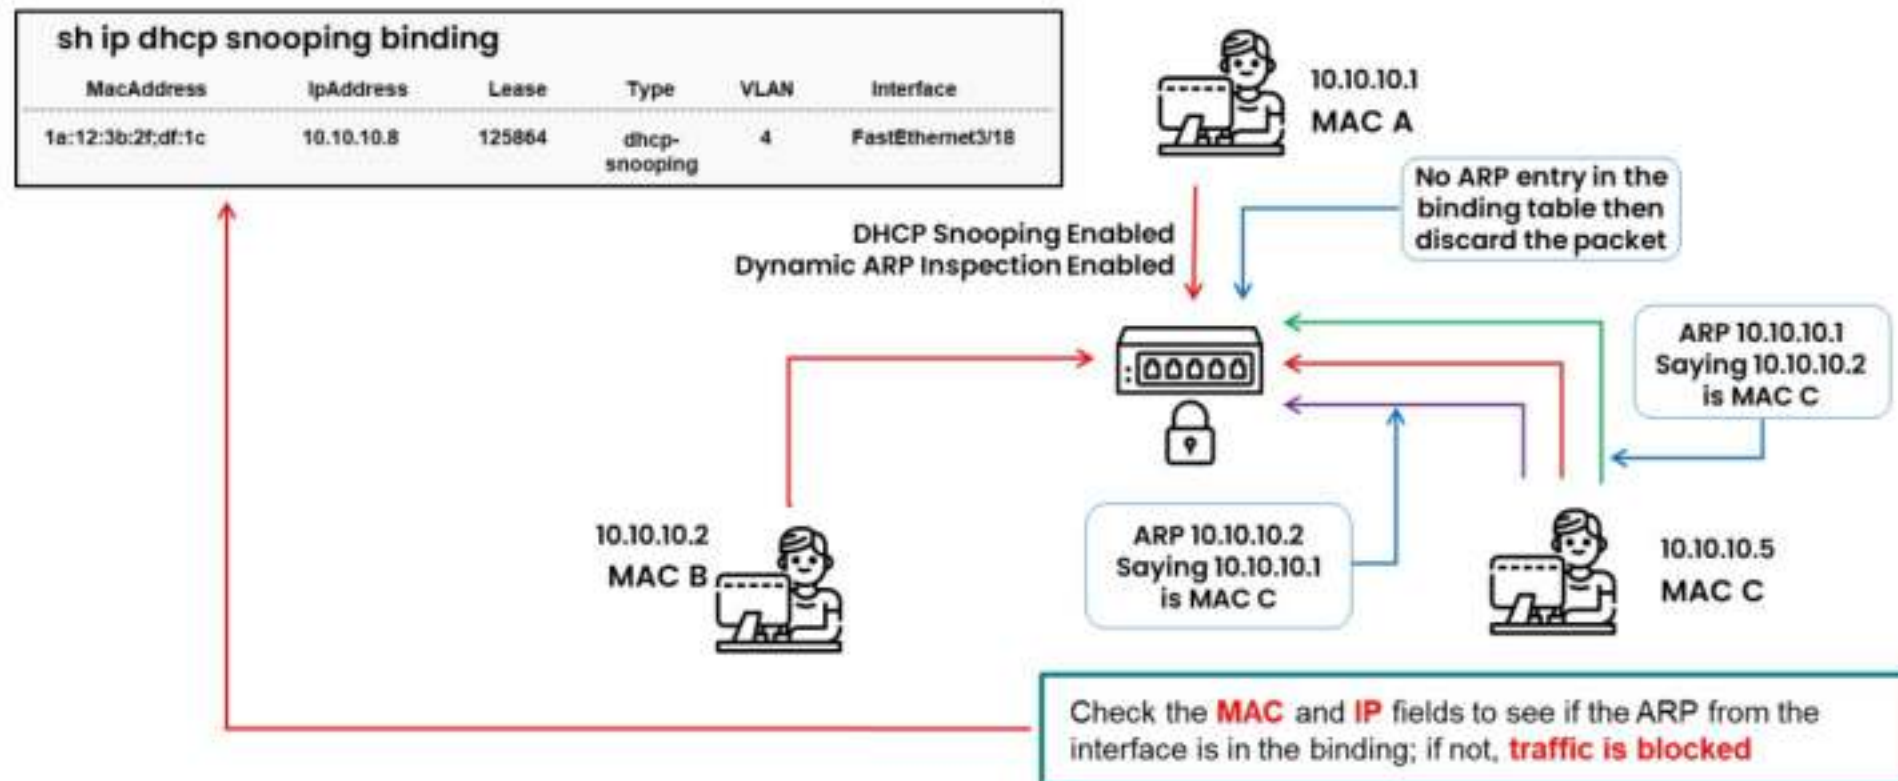 sh ip dhcp snooping binding
MacAddress IpAddress Lease Type VLAN Interface
1a:12:3b:2f;df:1c 10.10.10.8 125864 dhcp-snooping 4 FastEthernet3/18
10.10.10.1
MAC A
No ARP entry in the
binding table then
discard the packet
DHCP Snooping Enabled
Dynamic ARP Inspection Enabled
ARP 10.10.10.1
Saying 10.10.10.2
is MAC C
10.10.10.2
MAC B
ARP 10.10.10.2
Saying 10.10.10.1
is MAC C
10.10.10.5
MAC C
Check the MAC and IP fields to see if the ARP from the
interface is in the binding; if not, traffic is blocked